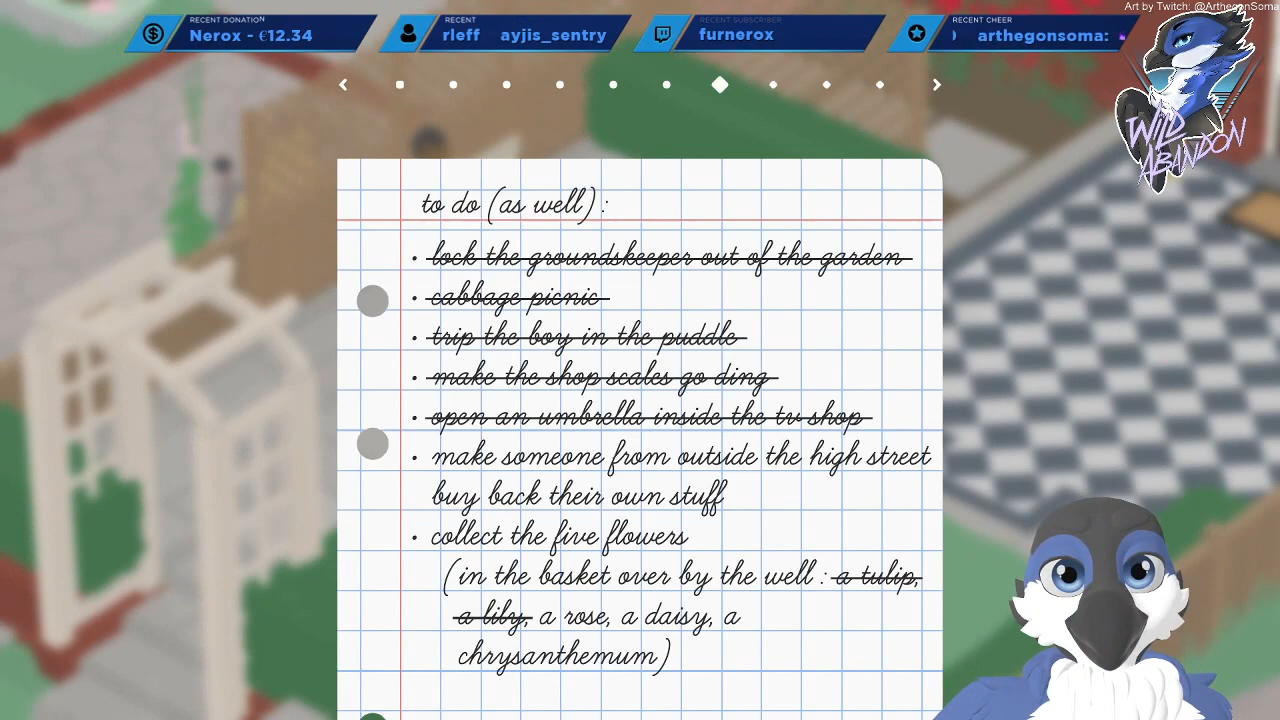 Art by Twitch: @ArthegonSoma
RECENT DONATION
Nerox - €12.34
RECENT
rleff ayjis_sentry
RECENT SUBSCRIBER
furnerox
RECENT CHEER
arthegonsoma:
WILD
ABANDON
to do (as well) :
• lock the groundskeeper out of the garden
• cabbage picnic
• trip the boy in the puddle
• make the shop scales go ding
• open an umbrella inside the tv shop
• make someone from outside the high street
buy back their own stuff
• collect the five flowers
(in the basket over by the well : a tulip,
a lily, a rose, a daisy, a
chrysanthemum)